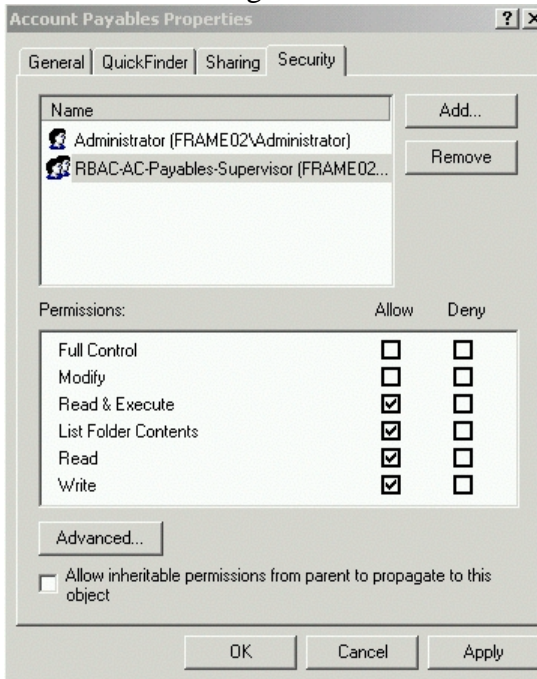 Account Payables Properties ? X
General QuickFinder Sharing Security
Name
Administrator (FRAME02\Administrator)
RBAC-AC-Payables-Supervisor (FRAME02...
Add...
Remove
Permissions: Allow Deny
Full Control
Modify
Read & Execute
List Folder Contents
Read
Write
Advanced...
Allow inheritable permissions from parent to propagate to this
object
OK Cancel Apply